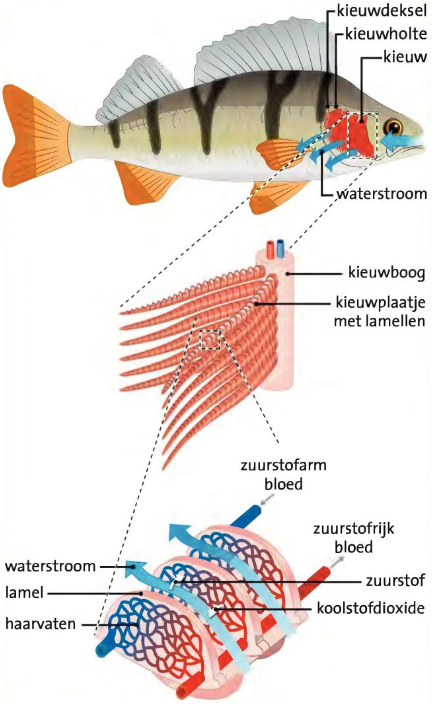 kieuwdeksel
kieuwholte
kieuw
waterstroom
kieuwboog
kieuwplaatje
met lamellen
zuurstofarm
bloed
zuurstofrijk
bloed
waterstroom
zuurstof
lamel
koolstofdioxide
haarvaten